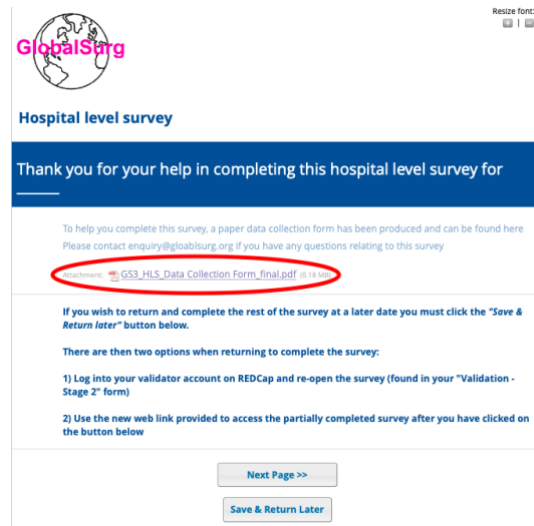 Resize font:
GlobalSurg
Hospital level survey
Thank you for your help in completing this hospital level survey for
______
To help you complete this survey, a paper data collection form has been produced and can be found here
Please contact enquiry@gloablsurg.org if you have any questions relating to this survey
Attachment: GS3_HLS_Data Collection Form_final.pdf (0.18 MB)
If you wish to return and complete the rest of the survey at a later date you must click the "Save &
Return later" button below.
There are then two options when returning to complete the survey:
1) Log into your validator account on REDCap and re-open the survey (found in your "Validation -
Stage 2" form)
2) Use the new web link provided to access the partially completed survey after you have clicked on
the button below
Next Page >>
Save & Return Later